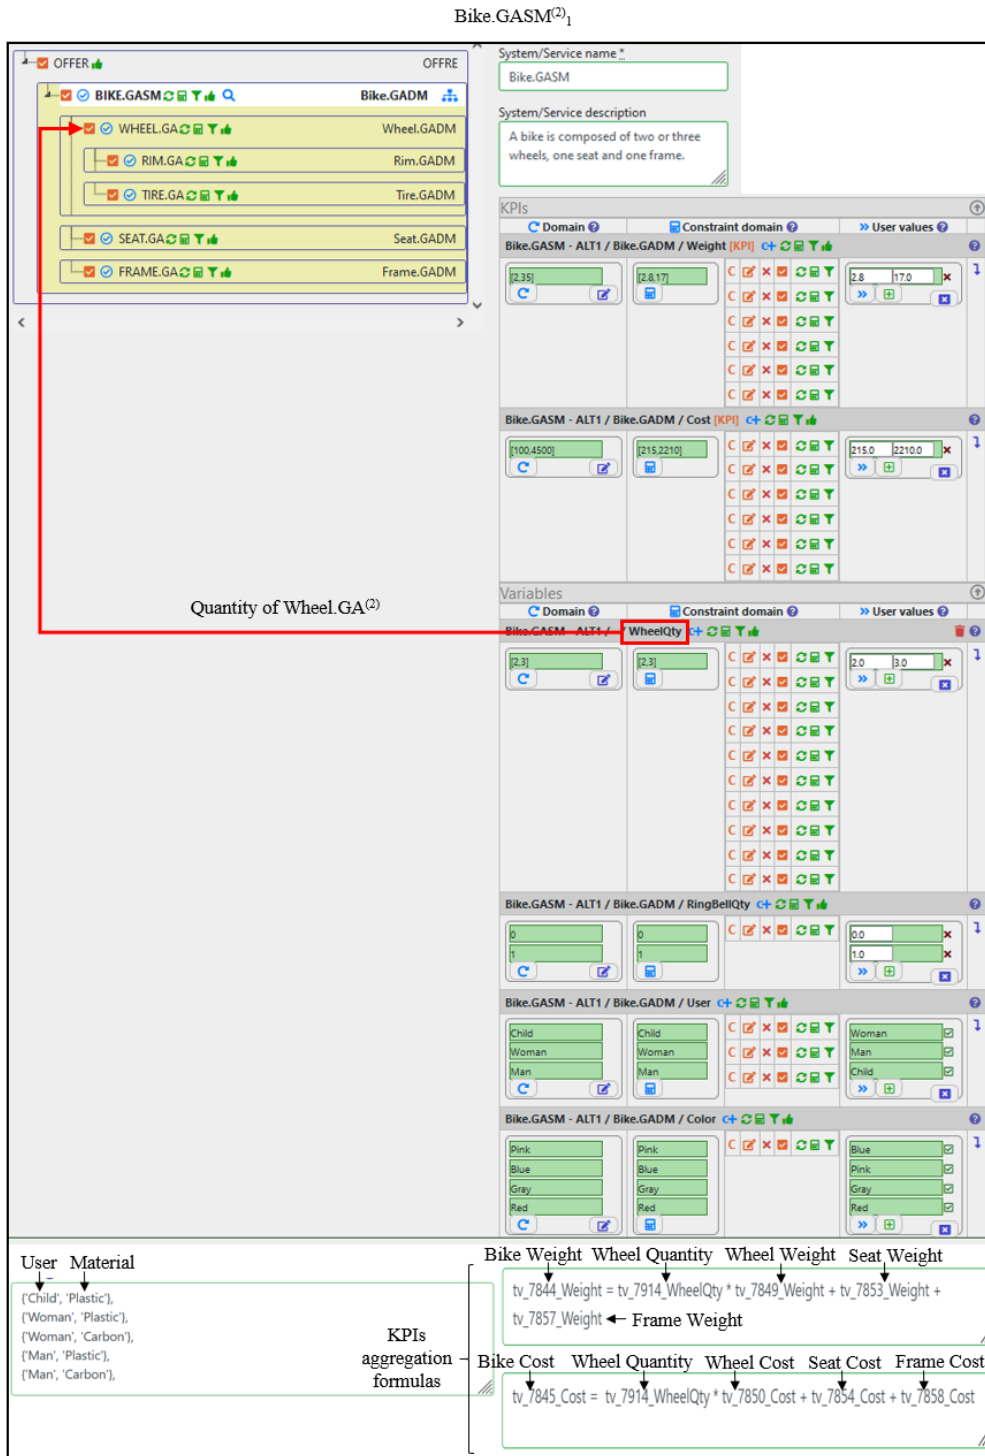 Bike.GASM(2)1
OFFER OFFRE
BIKE.GASM Bike.GADM
WHEEL.GA Wheel.GADM
RIM.GA Rim.GADM
TIRE.GA Tire.GADM
SEAT.GA Seat.GADM
FRAME.GA Frame.GADM
Quantity of Wheel.GA(2)
System/Service name *
Bike.GASM
System/Service description
A bike is composed of two or three
wheels, one seat and one frame.
KPIs
Domain Constraint domain User values
Bike.GASM - ALT1 / Bike.GADM / Weight [KPI] C+
[2,35] [2.8,17] C 2.8 17.0
C
C
C
C
C
Bike.GASM - ALT1 / Bike.GADM / Cost [KPI] C+
[100,4500] [215,2210] C 215.0 2210.0
C
C
C
C
C
Variables
Domain Constraint domain User values
Bike.GASM - ALT1 / / WheelQty C+
[2,3] [2,3] C 2.0 3.0
C
C
C
C
C
C
C
C
C
Bike.GASM - ALT1 / Bike.GADM / RingBellQty C+
0 0 C 0.0
1 1 1.0
Bike.GASM - ALT1 / Bike.GADM / User C+
Child Child C Woman
Woman Woman C Man
Man Man C Child
Bike.GASM - ALT1 / Bike.GADM / Color C+
Pink Pink C Blue
Blue Blue Pink
Gray Gray Gray
Red Red Red
User Material
{'Child', 'Plastic'},
{'Woman', 'Plastic'},
{'Woman', 'Carbon'},
{'Man', 'Plastic'},
{'Man', 'Carbon'},
KPIs
aggregation
formulas
Bike Weight Wheel Quantity Wheel Weight Seat Weight
tv_7844_Weight = tv_7914_WheelQty * tv_7849_Weight + tv_7853_Weight +
tv_7857_Weight Frame Weight
Bike Cost Wheel Quantity Wheel Cost Seat Cost Frame Cost
tv_7845_Cost = tv_7914_WheelQty * tv_7850_Cost + tv_7854_Cost + tv_7858_Cost